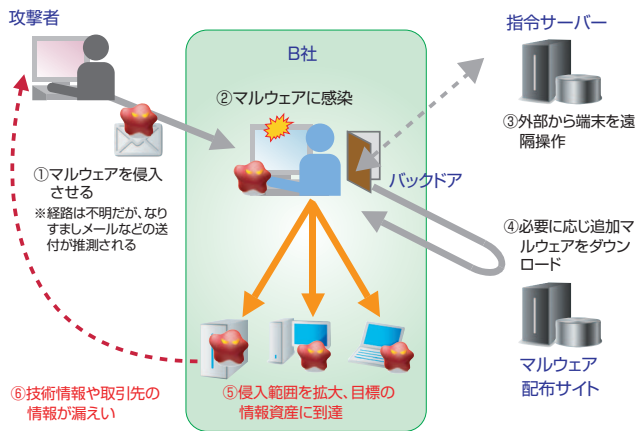 攻撃者
B社
指令サーバー
②マルウェアに感染
③外部から端末を遠
隔操作
①マルウェアを侵入
させる
※経路は不明だが、なり
すましメールなどの送
付が推測される
バックドア
④必要に応じ追加マ
ルウェアをダウン
ロード
マルウェア
配布サイト
⑤侵入範囲を拡大、目標の
情報資産に到達
⑥技術情報や取引先の
情報が漏えい